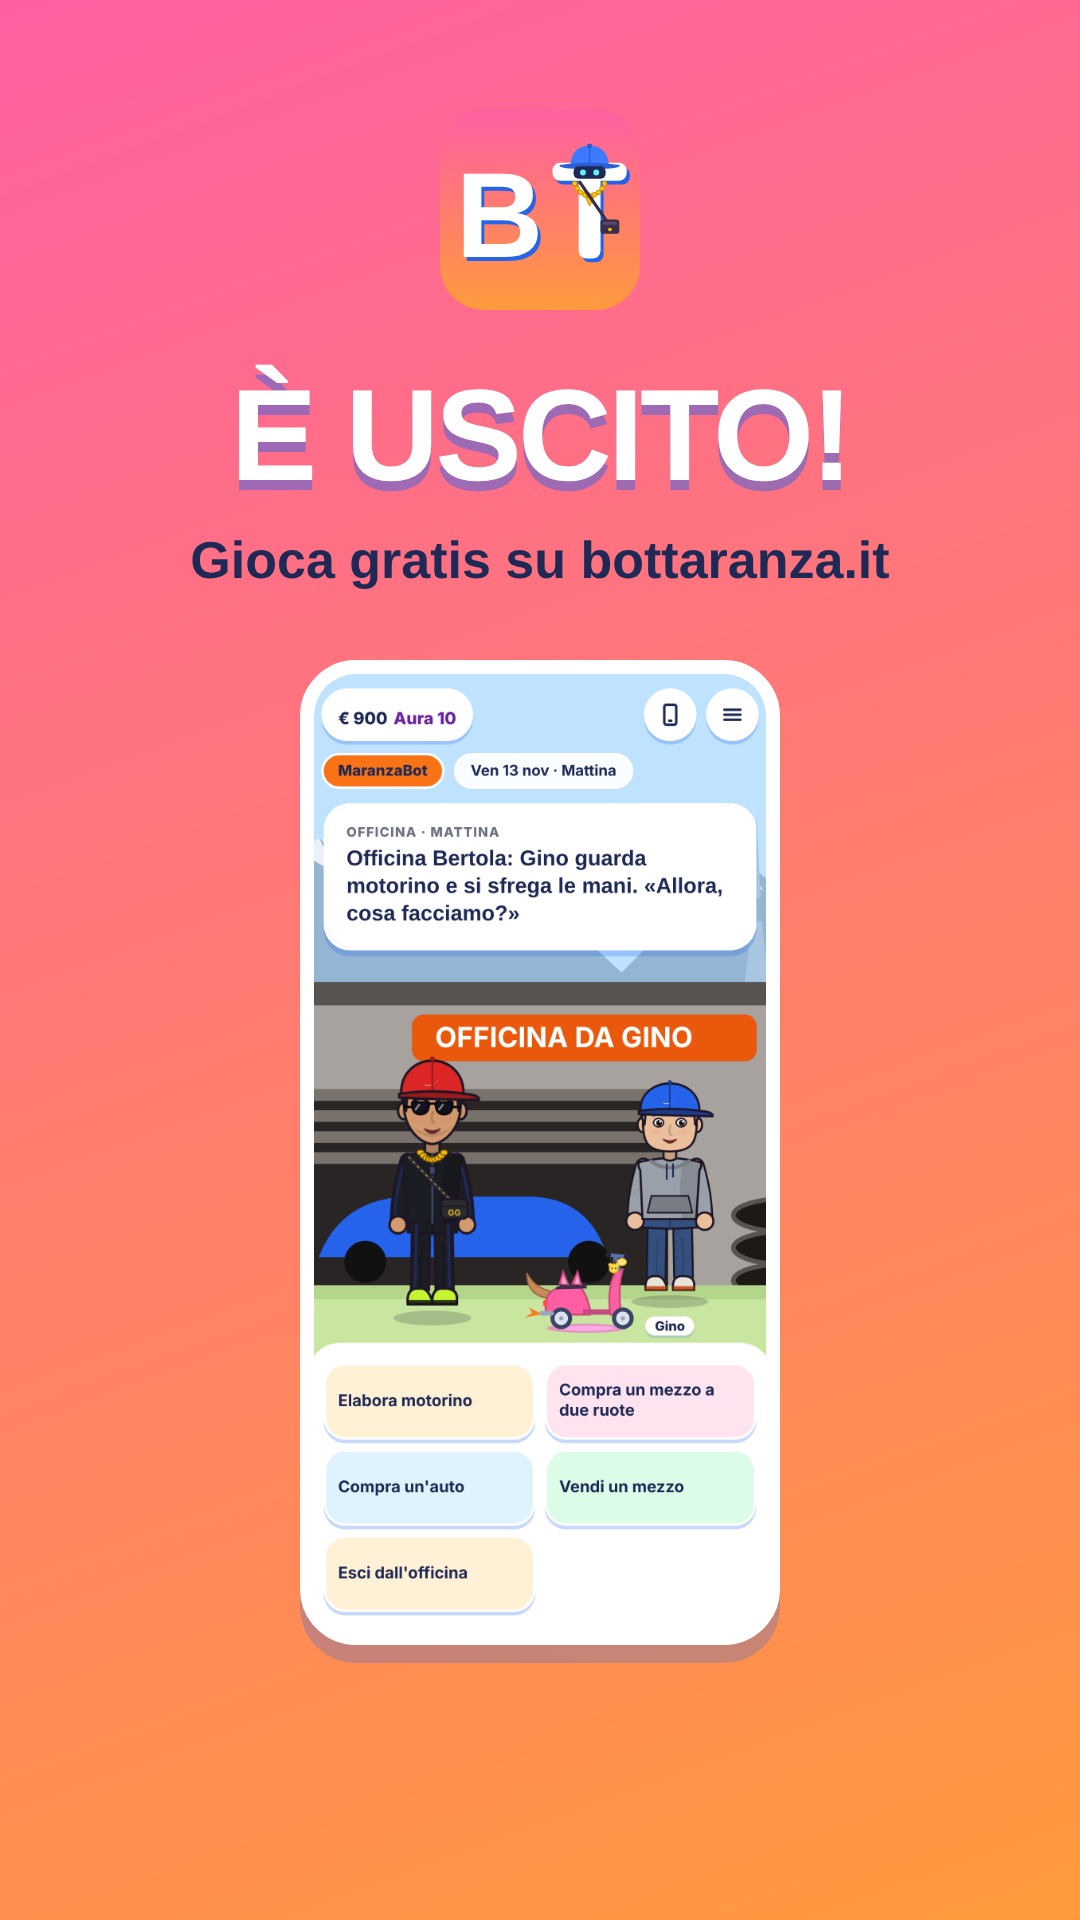 BT
È USCITO!
Gioca gratis su bottaranza.it
€ 900 Aura 10
MaranzaBot
Ven 13 nov · Mattina
OFFICINA · MATTINA
Officina Bertola: Gino guarda
motorino e si sfrega le mani. «Allora,
cosa facciamo?»
OFFICINA DA GINO
GG
Gino
Elabora motorino
Compra un mezzo a
due ruote
Compra un'auto
Vendi un mezzo
Esci dall'officina